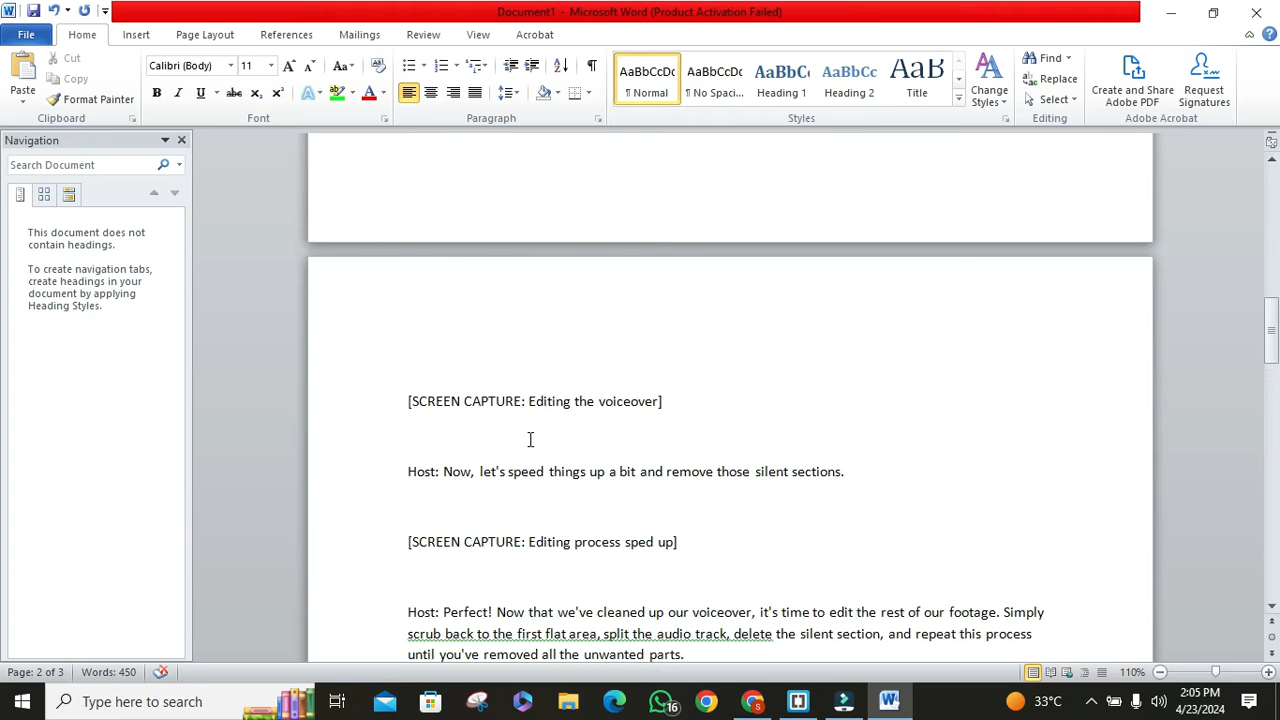 Document1 - Microsoft Word (Product Activation Failed)
File Home Insert Page Layout References Mailings Review View Acrobat
Paste
Cut
Copy
Format Painter
Clipboard
Calibri (Body) 11
Font
Paragraph
AaBbCcDc AaBbCcDc AaBbCc AaBbCc AaB
¶ Normal ¶ No Spaci... Heading 1 Heading 2 Title
Change
Styles
Styles
Find
Replace
Select
Editing
Create and Share
Adobe PDF
Request
Signatures
Adobe Acrobat
Navigation
Search Document
This document does not
contain headings.
To create navigation tabs,
create headings in your
document by applying
Heading Styles.
[SCREEN CAPTURE: Editing the voiceover]
Host: Now, let's speed things up a bit and remove those silent sections.
[SCREEN CAPTURE: Editing process sped up]
Host: Perfect! Now that we've cleaned up our voiceover, it's time to edit the rest of our footage. Simply
scrub back to the first flat area, split the audio track, delete the silent section, and repeat this process
until you've removed all the unwanted parts.
Page: 2 of 3 Words: 450 110%
Type here to search 16 33°C 2:05 PM
4/23/2024